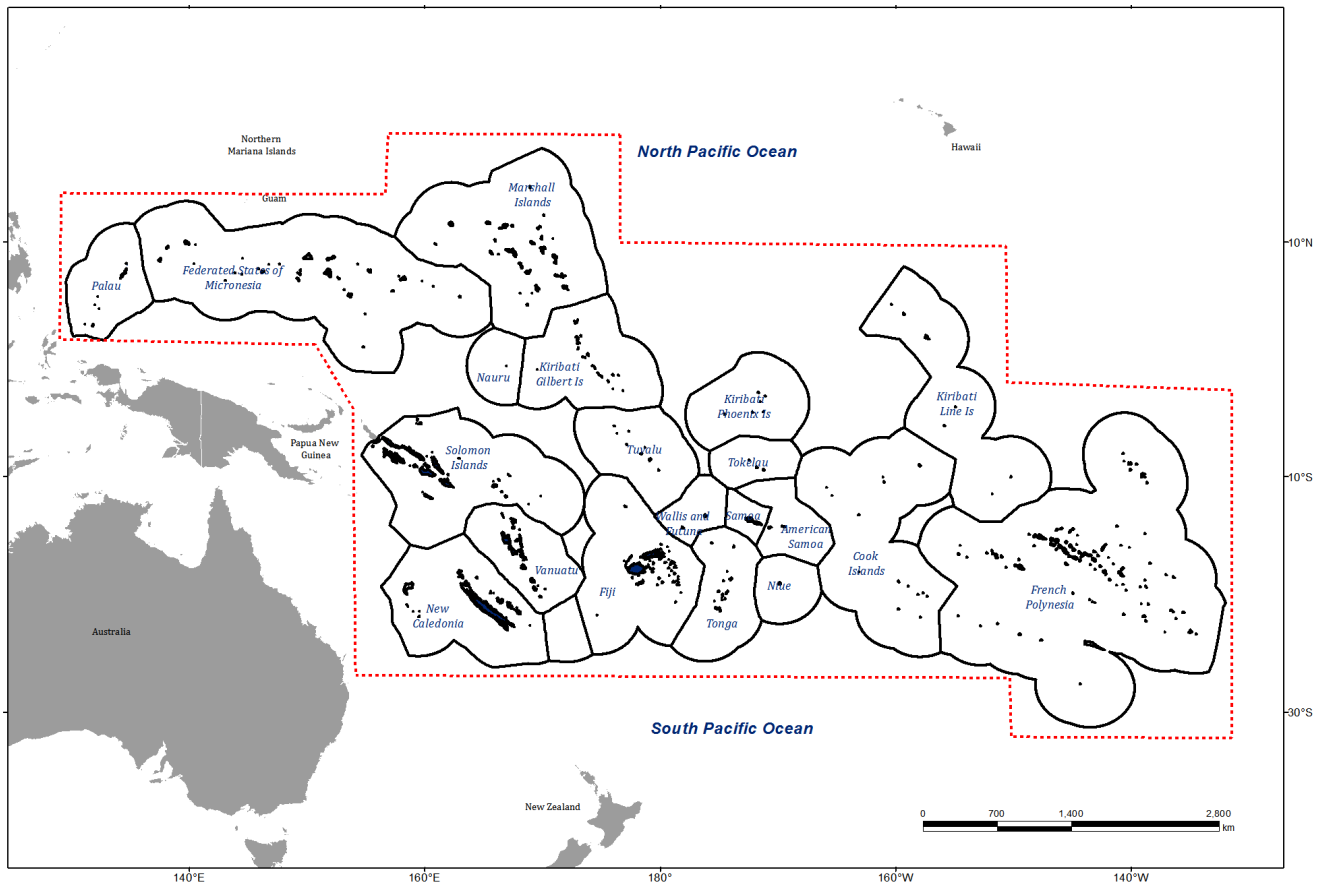 Northern
Mariana Islands
North Pacific Ocean
Hawaii
Marshall
Islands
Guam
10°N
Federated States of
Micronesia
Palau
Nauru
Kiribati
Gilbert Is
Kiribati
Phoenix Is
Kiribati
Line Is
Papua New
Guinea
Solomon
Islands
Tuvalu
Tokelau
10°S
Wallis and
Futuna
Samoa
American
Samoa
Vanuatu
Fiji
Cook
Islands
Niue
French
Polynesia
New
Caledonia
Tonga
Australia
30°S
South Pacific Ocean
New Zealand
0 700 1,400 2,800
km
140°E 160°E 180° 160°W 140°W